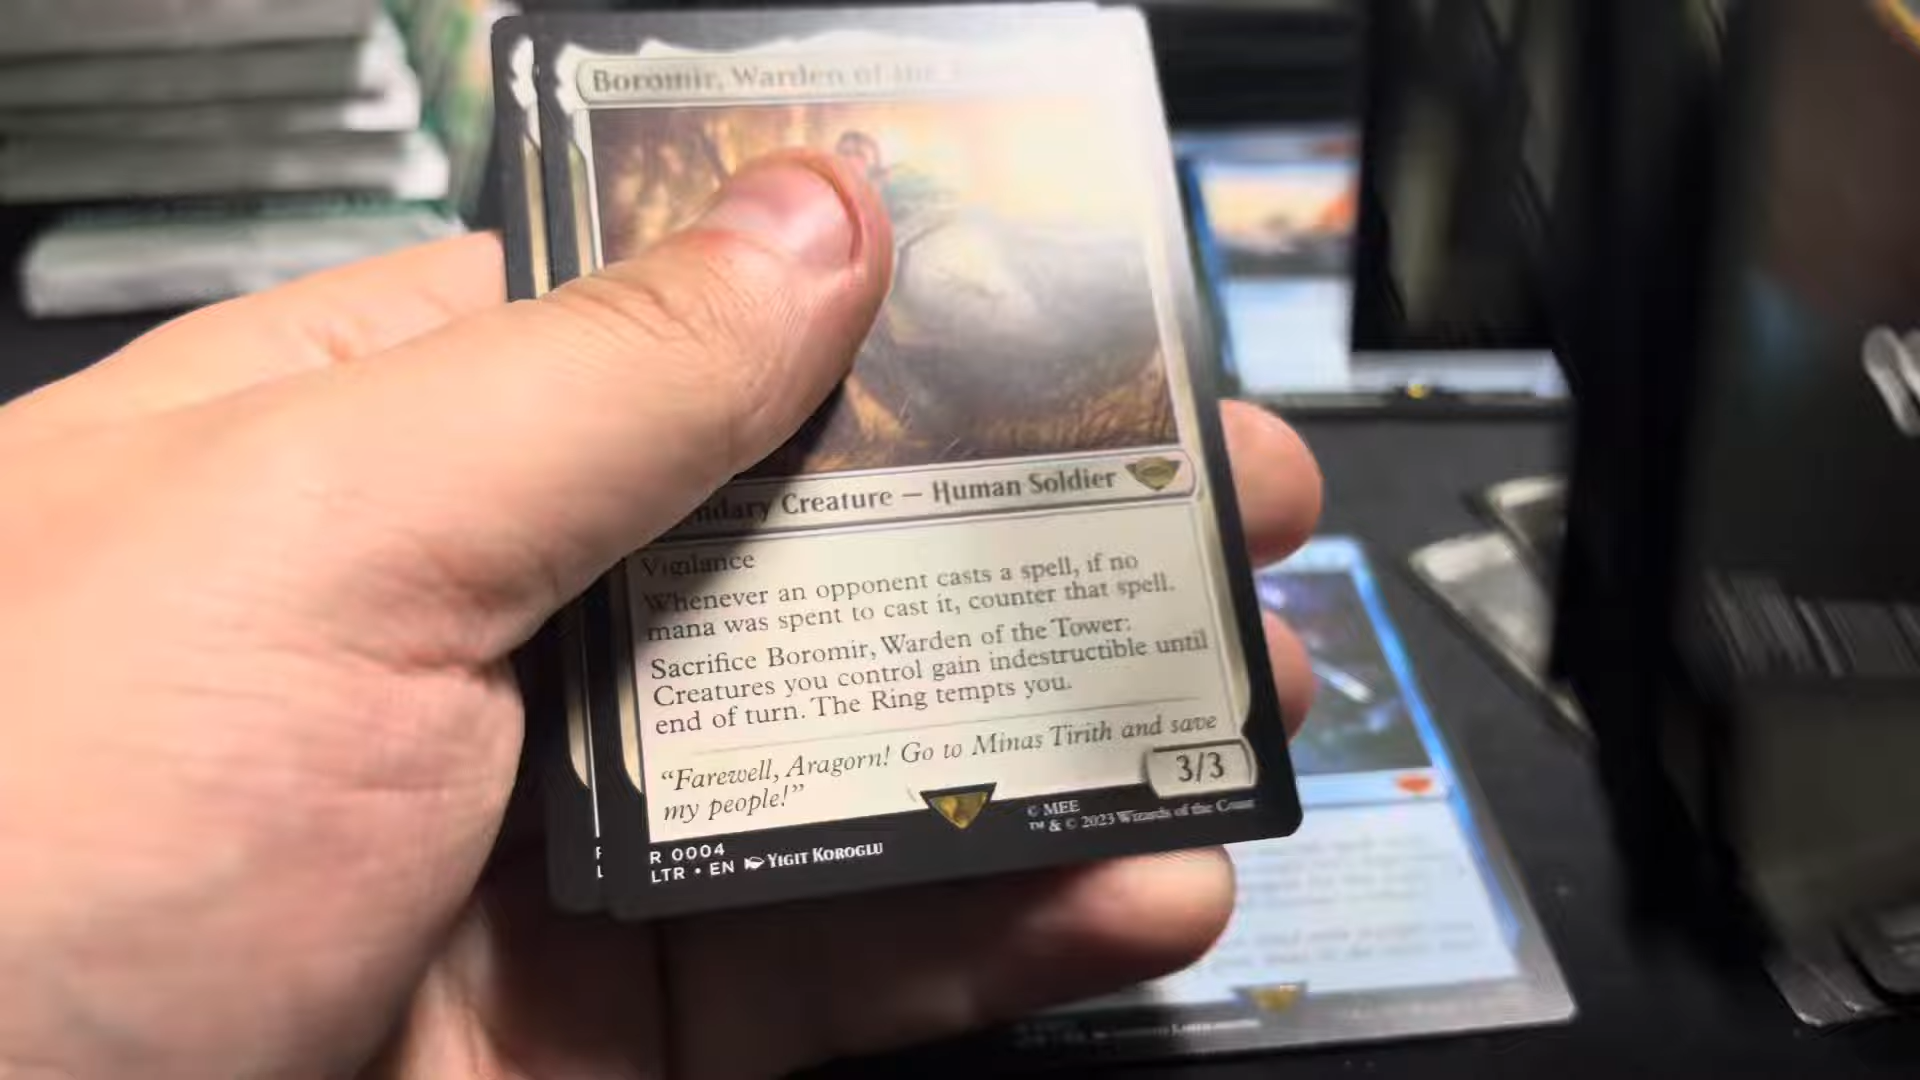 Boromir, Warden of the
Legendary Creature — Human Soldier
Vigilance
Whenever an opponent casts a spell, if no
mana was spent to cast it, counter that spell.
Sacrifice Boromir, Warden of the Tower:
Creatures you control gain indestructible until
end of turn. The Ring tempts you.
“Farewell, Aragorn! Go to Minas Tirith and save
my people!”
3/3
© MEE
™ & © 2023 Wizards of the Coast
R 0004
LTR • EN YIGIT KOROGLU